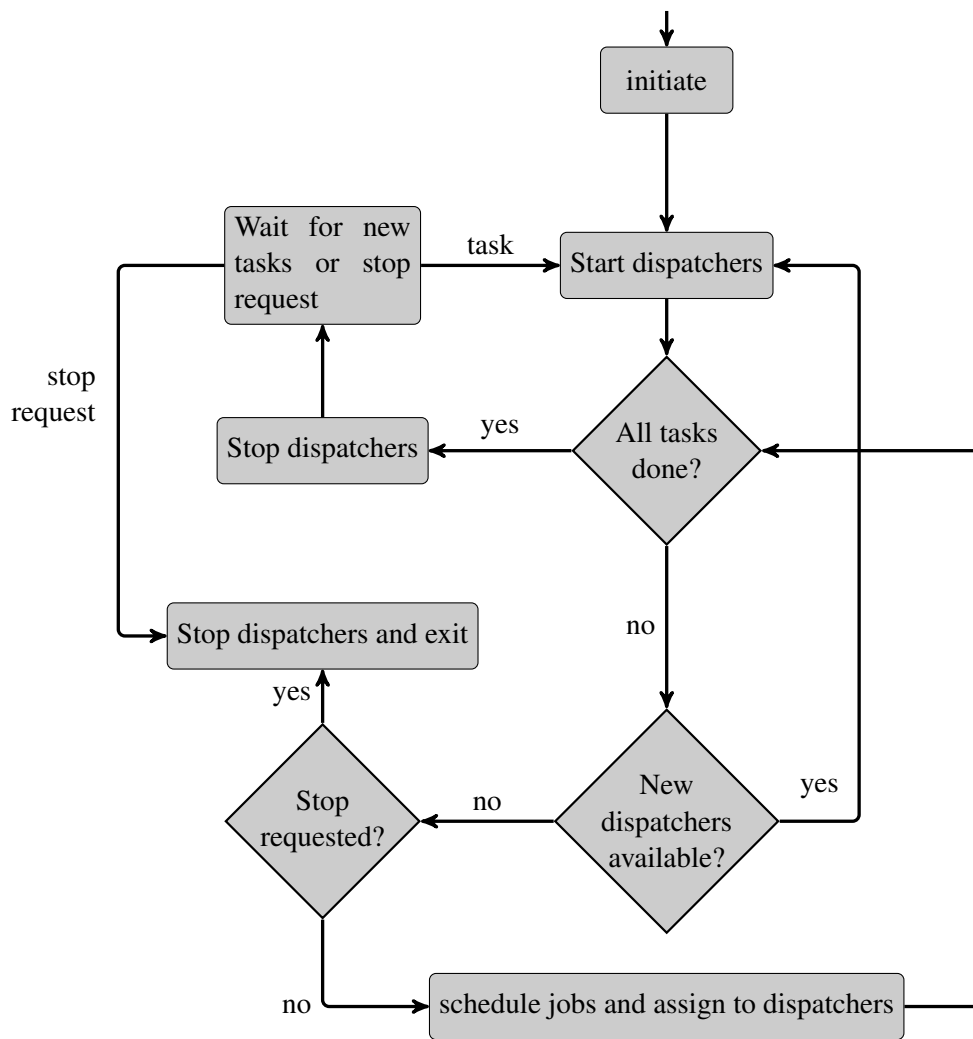 initiate
Wait for new
tasks or stop
request
task
Start dispatchers
stop
request
Stop dispatchers
yes
All tasks
done?
no
Stop dispatchers and exit
yes
Stop
requested?
no
New
dispatchers
available?
yes
no
schedule jobs and assign to dispatchers